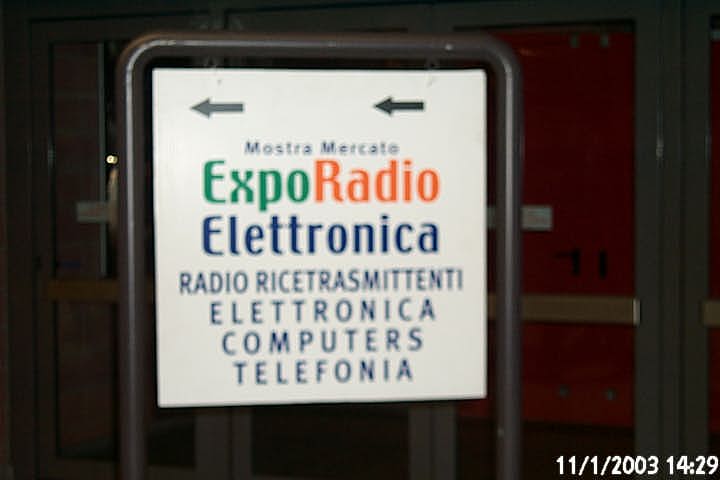 Mostra Mercato
ExpoRadio
Elettronica
RADIO RICETRASMITTENTI
ELETTRONICA
COMPUTERS
TELEFONIA
11/1/2003 14:29